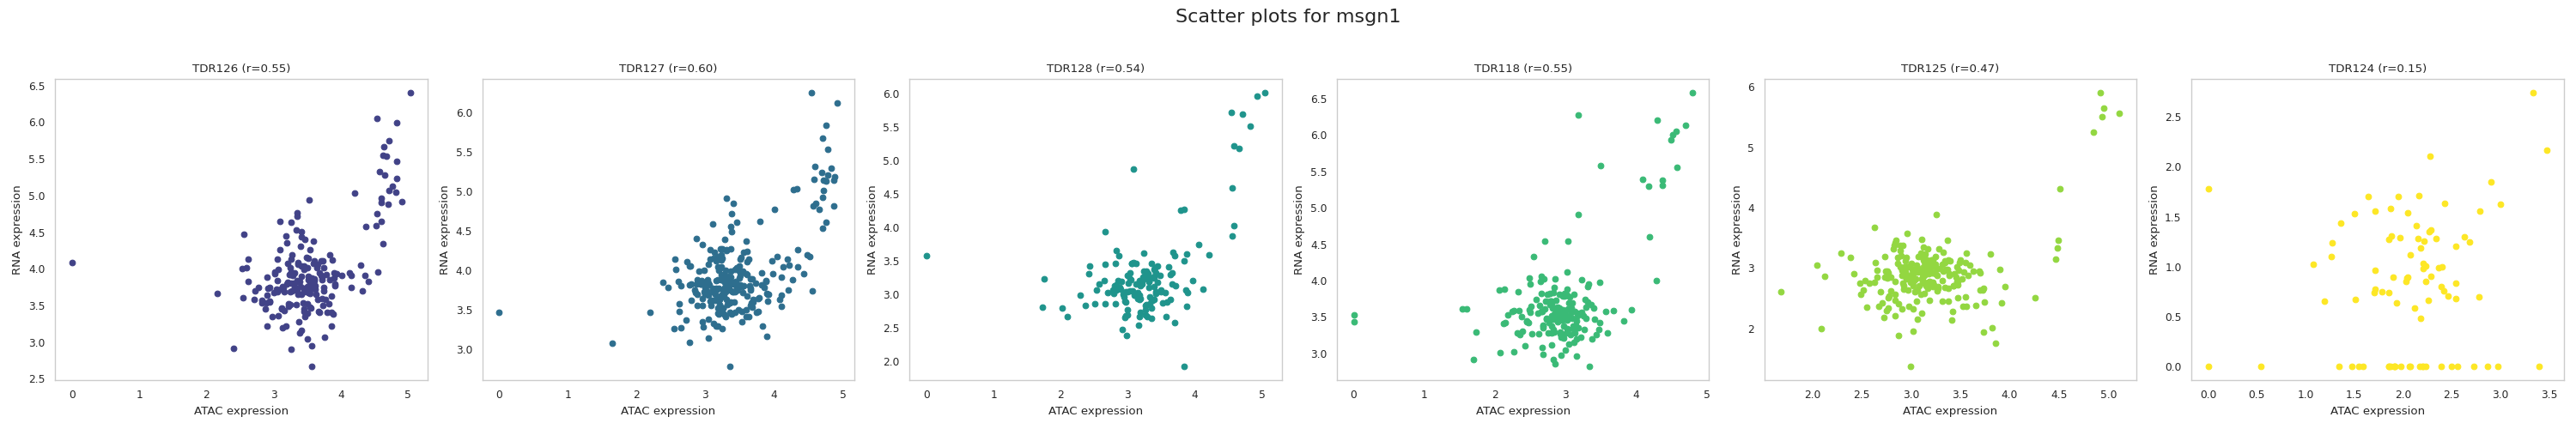 Scatter plots for msgn1
TDR126 (r=0.55)
6.5
6.0
5.5
5.0
4.5
4.0
3.5
3.0
2.5
RNA expression
0 1 2 3 4 5
ATAC expression
TDR127 (r=0.60)
6.0
5.5
5.0
4.5
4.0
3.5
3.0
RNA expression
0 1 2 3 4 5
ATAC expression
TDR128 (r=0.54)
6.0
5.5
5.0
4.5
4.0
3.5
3.0
2.5
2.0
RNA expression
0 1 2 3 4 5
ATAC expression
TDR118 (r=0.55)
6.5
6.0
5.5
5.0
4.5
4.0
3.5
3.0
RNA expression
0 1 2 3 4 5
ATAC expression
TDR125 (r=0.47)
6
5
4
3
2
RNA expression
2.0 2.5 3.0 3.5 4.0 4.5 5.0
ATAC expression
TDR124 (r=0.15)
2.5
2.0
1.5
1.0
0.5
0.0
RNA expression
0.0 0.5 1.0 1.5 2.0 2.5 3.0 3.5
ATAC expression